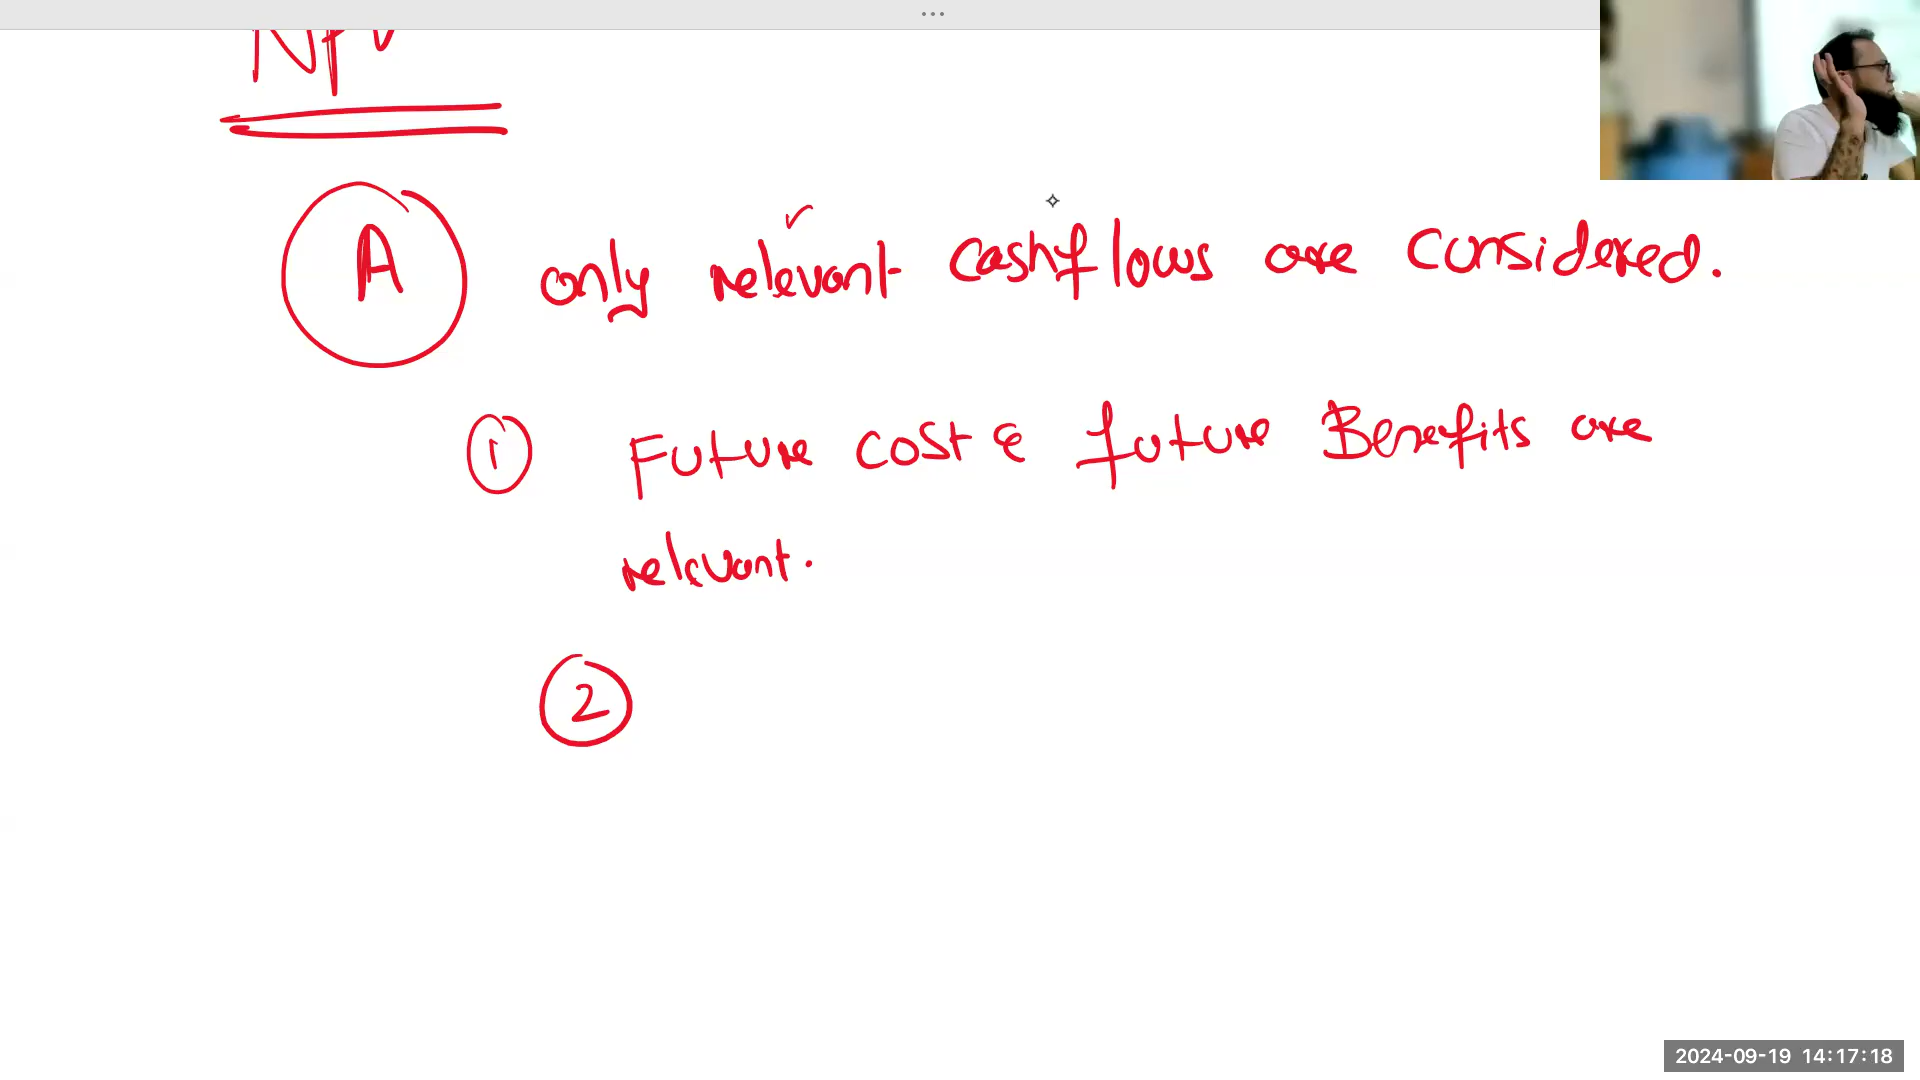 NPV
A only relevant cashflows are considered.
1 Future cost & future Benefits are
relevant.
2
2024-09-19 14:17:18